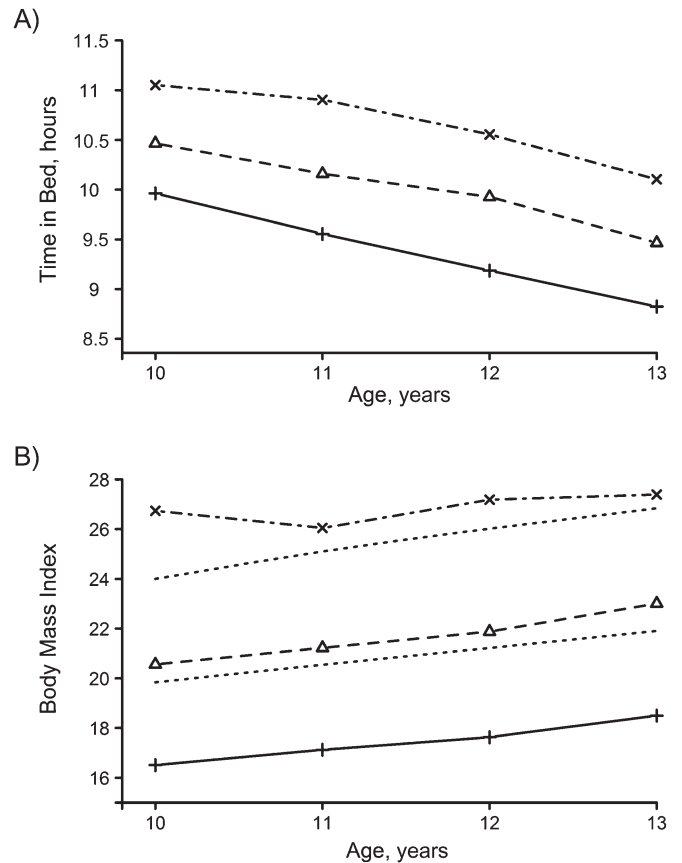 A)
11.5
11
10.5
10
9.5
9
8.5
Time in Bed, hours
10 11 12 13
Age, years
B)
28
26
24
22
20
18
16
Body Mass Index
10 11 12 13
Age, years